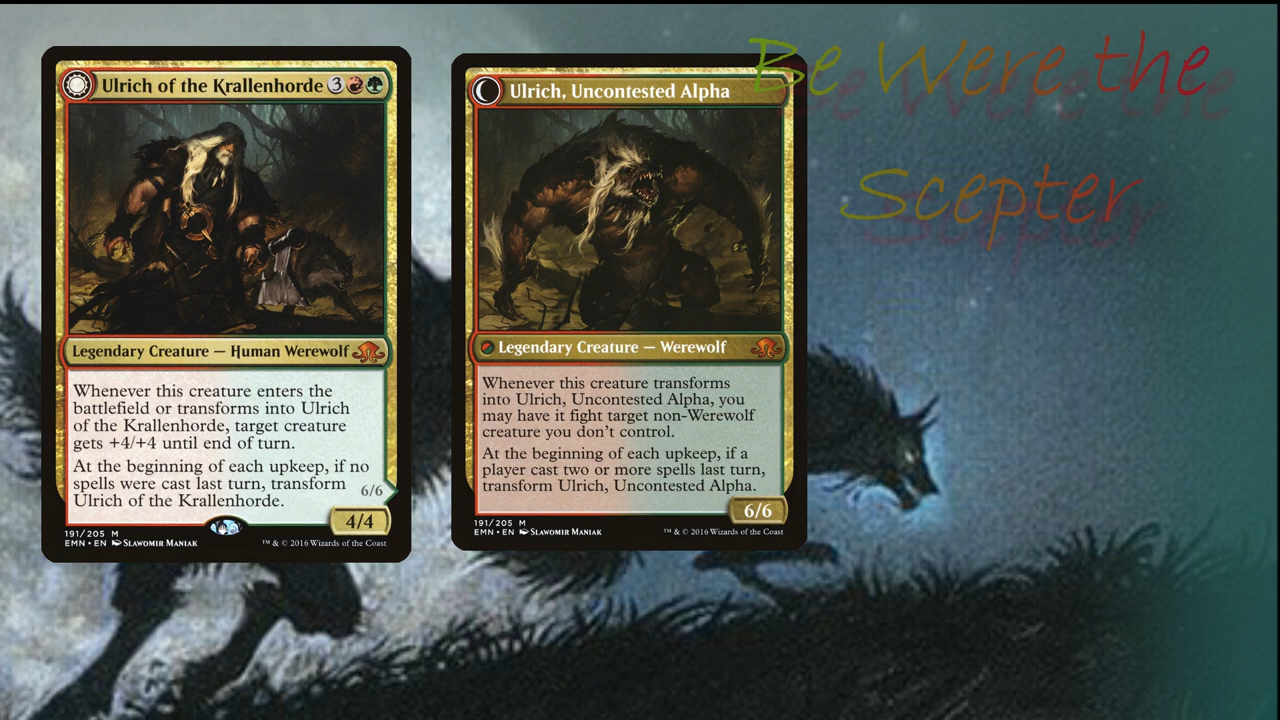 Ulrich of the Krallenhorde 3
Legendary Creature — Human Werewolf
Whenever this creature enters the
battlefield or transforms into Ulrich
of the Krallenhorde, target creature
gets +4/+4 until end of turn.
At the beginning of each upkeep, if no
spells were cast last turn, transform
Ulrich of the Krallenhorde.
6/6
4/4
191/205 M
EMN • EN Slawomir Maniak
™ & © 2016 Wizards of the Coast
Ulrich, Uncontested Alpha
Legendary Creature — Werewolf
Whenever this creature transforms
into Ulrich, Uncontested Alpha, you
may have it fight target non-Werewolf
creature you don't control.
At the beginning of each upkeep, if a
player cast two or more spells last turn,
transform Ulrich, Uncontested Alpha.
6/6
191/205 M
EMN • EN Slawomir Maniak
™ & © 2016 Wizards of the Coast
Be Were the
Scepter